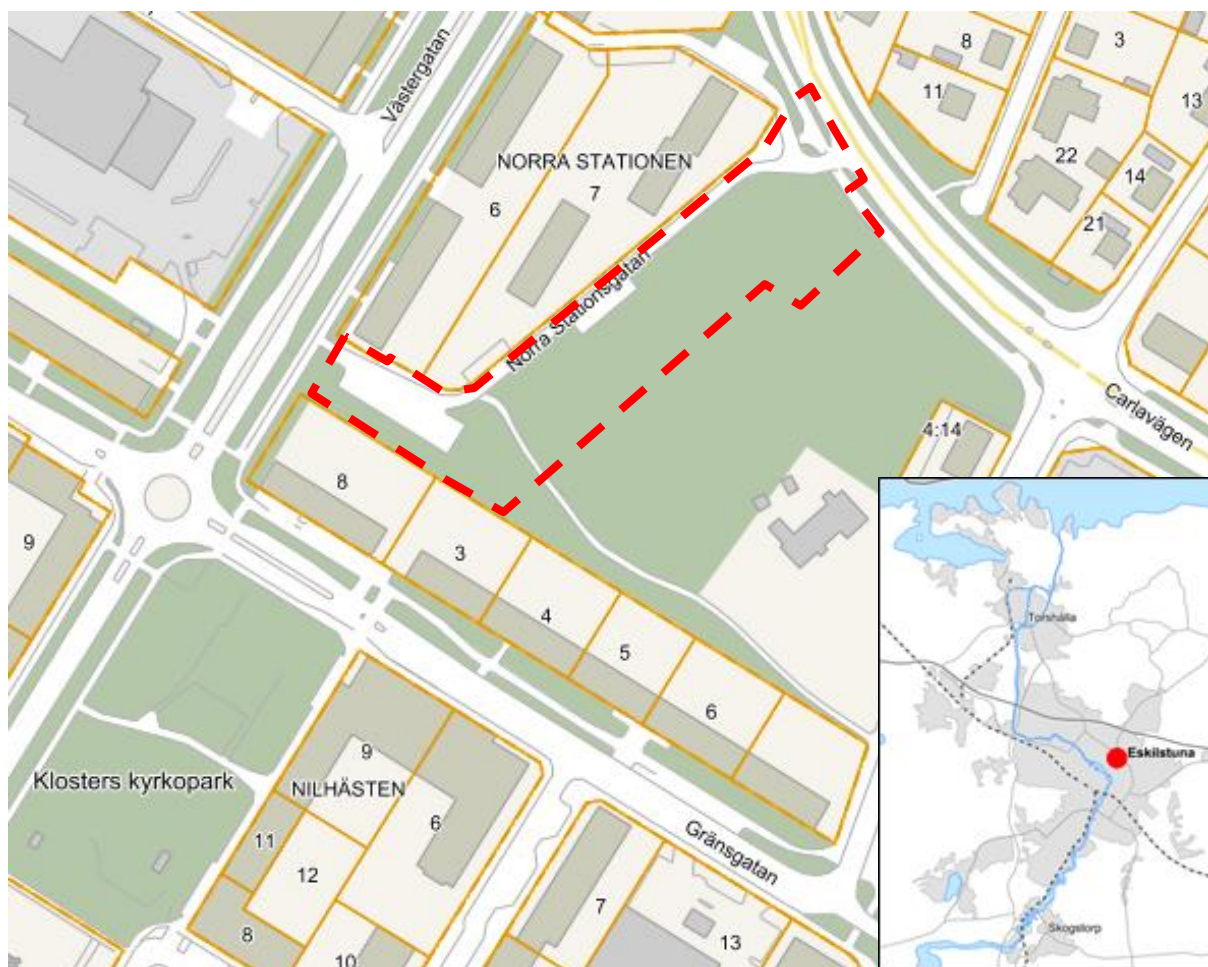 Västergatan
8
3
11
13
NORRA STATIONEN
22
14
6
7
21
Norra Stationsgatan
Carlavägen
4:14
8
9
3
4
5
6
Torshälla
Eskilstuna
Skogstorp
9
Klosters kyrkopark
NILHÄSTEN
6
11
12
Gränsgatan
8
7
13
10